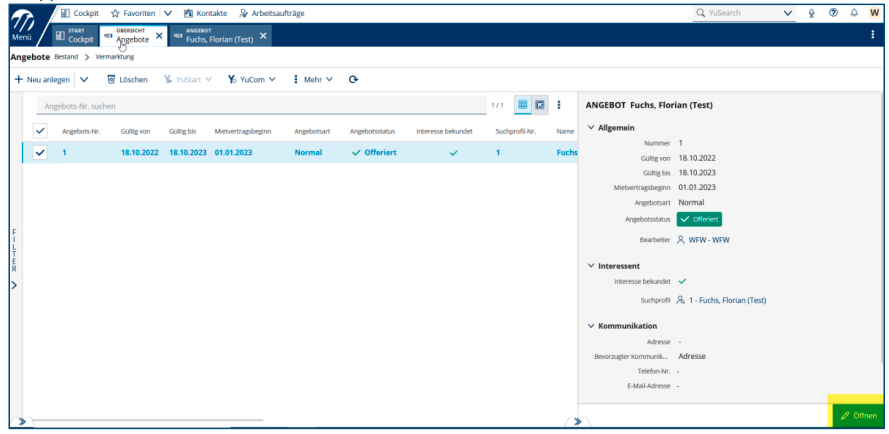 Cockpit Favoriten Kontakte Arbeitsaufträge YuSearch W
Menü START Cockpit ÜBERSICHT Angebote ANGEBOT Fuchs, Florian (Test)
Angebote Bestand > Vermarktung
+ Neu anlegen Löschen YuStart YuCom Mehr
Angebots-Nr. suchen 1/1
Angebots-Nr. Gültig von Gültig bis Mietvertragsbeginn Angebotsart Angebotsstatus Interesse bekundet Suchprofil-Nr. Name
1 18.10.2022 18.10.2023 01.01.2023 Normal Offeriert 1 Fuchs
FILTER
ANGEBOT Fuchs, Florian (Test)
Allgemein
Nummer 1
Gültig von 18.10.2022
Gültig bis 18.10.2023
Mietvertragsbeginn 01.01.2023
Angebotsart Normal
Angebotsstatus Offeriert
Bearbeiter WFW - WFW
Interessent
Interesse bekundet
Suchprofil 1 - Fuchs, Florian (Test)
Kommunikation
Adresse -
Bevorzugter Kommunik... Adresse
Telefon-Nr. -
E-Mail-Adresse -
Öffnen